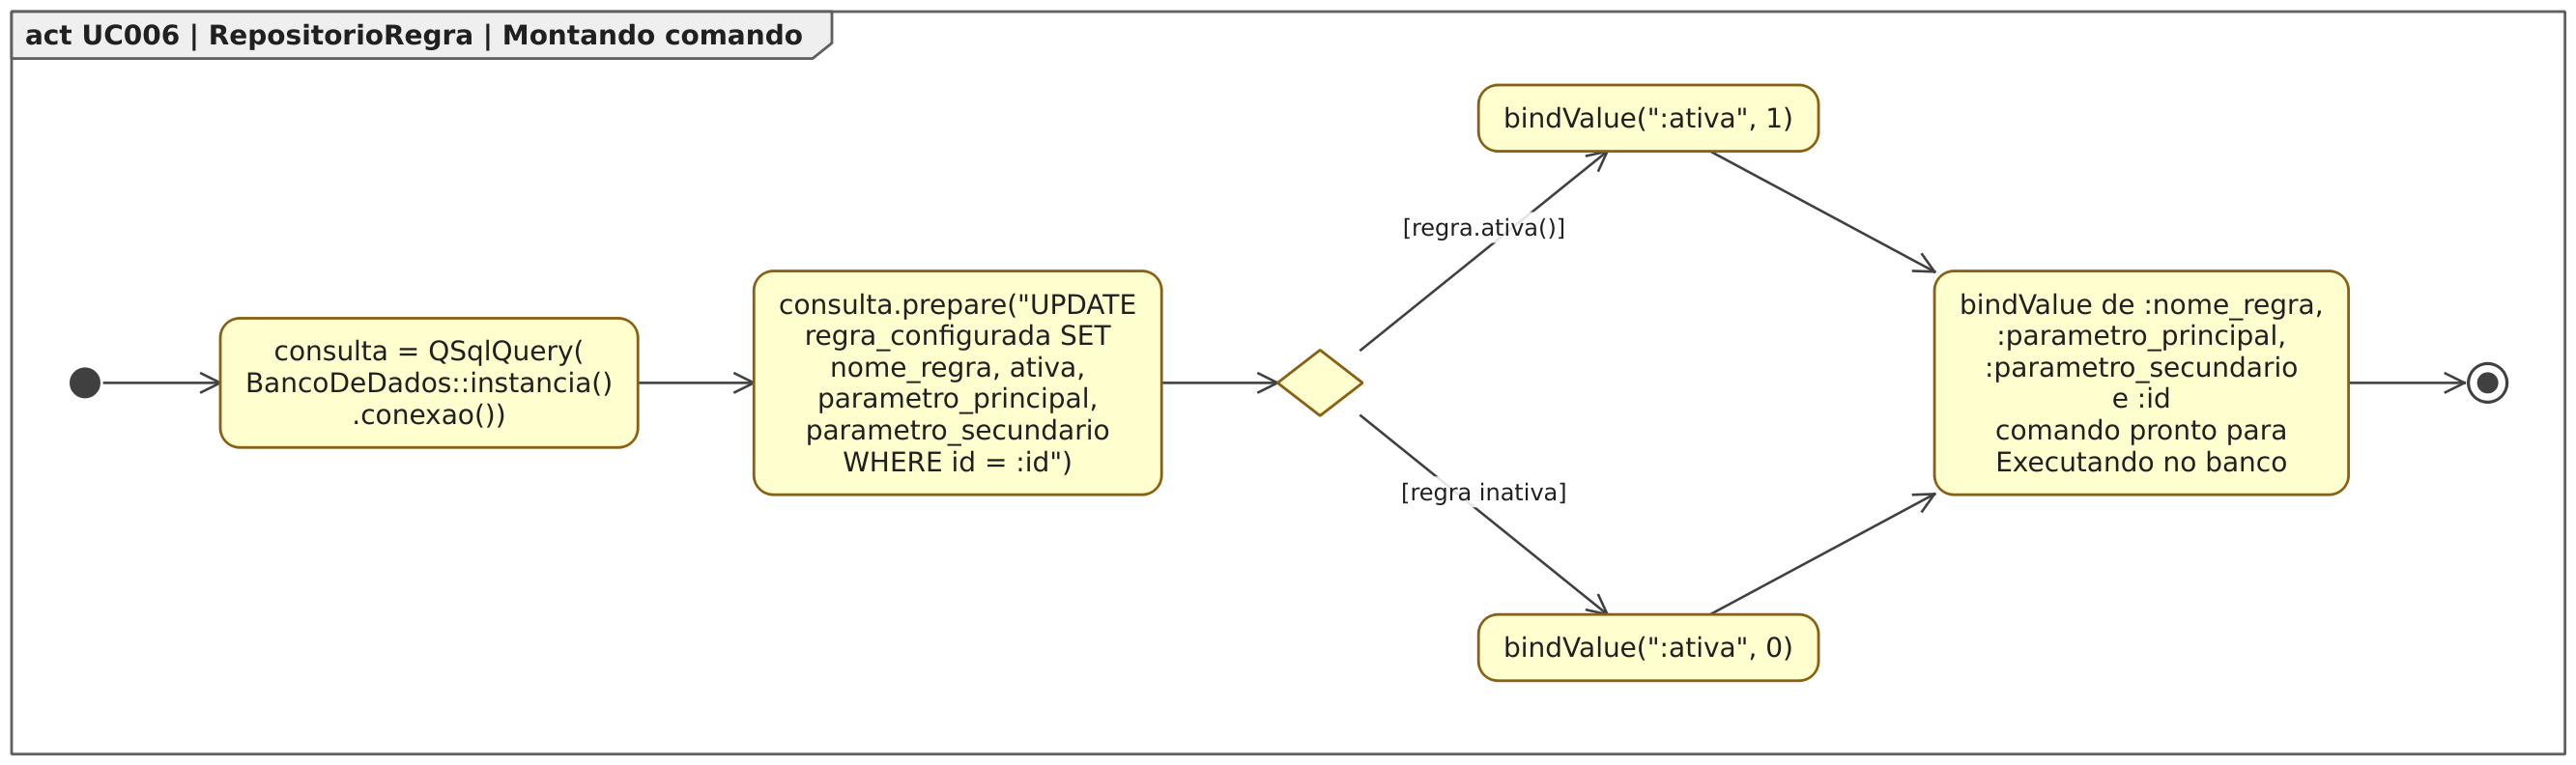 act UC006 | RepositorioRegra | Montando comando
consulta = QSqlQuery(
BancoDeDados::instancia()
.conexao())
consulta.prepare("UPDATE
regra_configurada SET
nome_regra, ativa,
parametro_principal,
parametro_secundario
WHERE id = :id")
[regra.ativa()]
[regra inativa]
bindValue(":ativa", 1)
bindValue(":ativa", 0)
bindValue de :nome_regra,
:parametro_principal,
:parametro_secundario
e :id
comando pronto para
Executando no banco